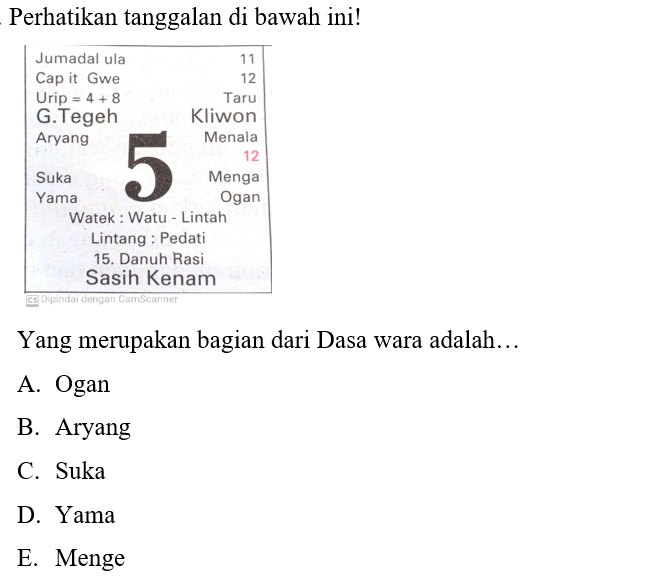 . Perhatikan tanggalan di bawah ini!
Jumadal ula 11
Cap it Gwe 12
Urip = 4 + 8 Taru
G.Tegeh Kliwon
Aryang Menala
5
12
Suka Menga
Yama Ogan
Watek : Watu - Lintah
Lintang : Pedati
15. Danuh Rasi
Sasih Kenam
CS Dipindai dengan CamScanner
Yang merupakan bagian dari Dasa wara adalah…
A. Ogan
B. Aryang
C. Suka
D. Yama
E. Menge